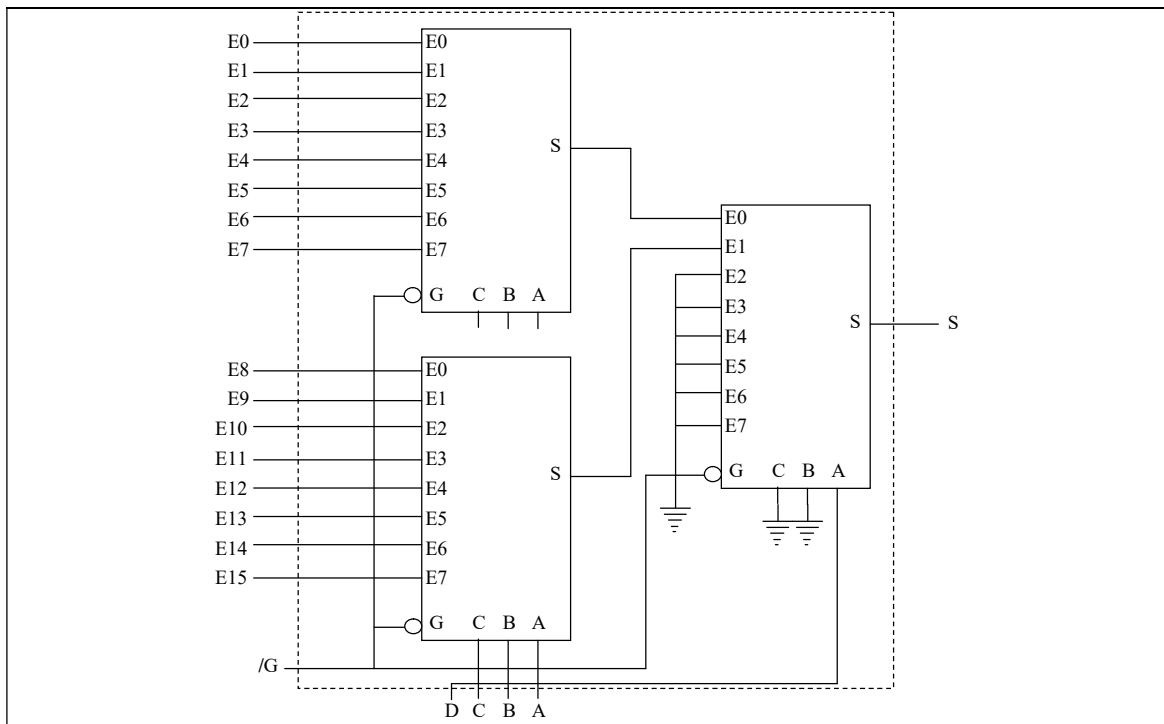 E0 E0
E1 E1
E2 E2
E3 E3
S
E4 E4
E5 E5
E6 E6
E0
E7 E7
E1
E2
G C B A
E3
S S
E4
E8 E0
E5
E9 E1
E6
E10 E2
E7
E11 E3
S
G C B A
E12 E4
E13 E5
E14 E6
E15 E7
G C B A
/G
D C B A